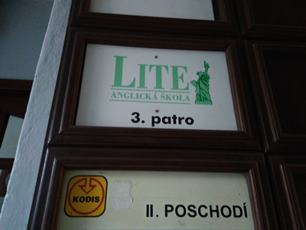 LITE
ANGLICKÁ ŠKOLA
3. patro
KODIS
II. POSCHODÍ